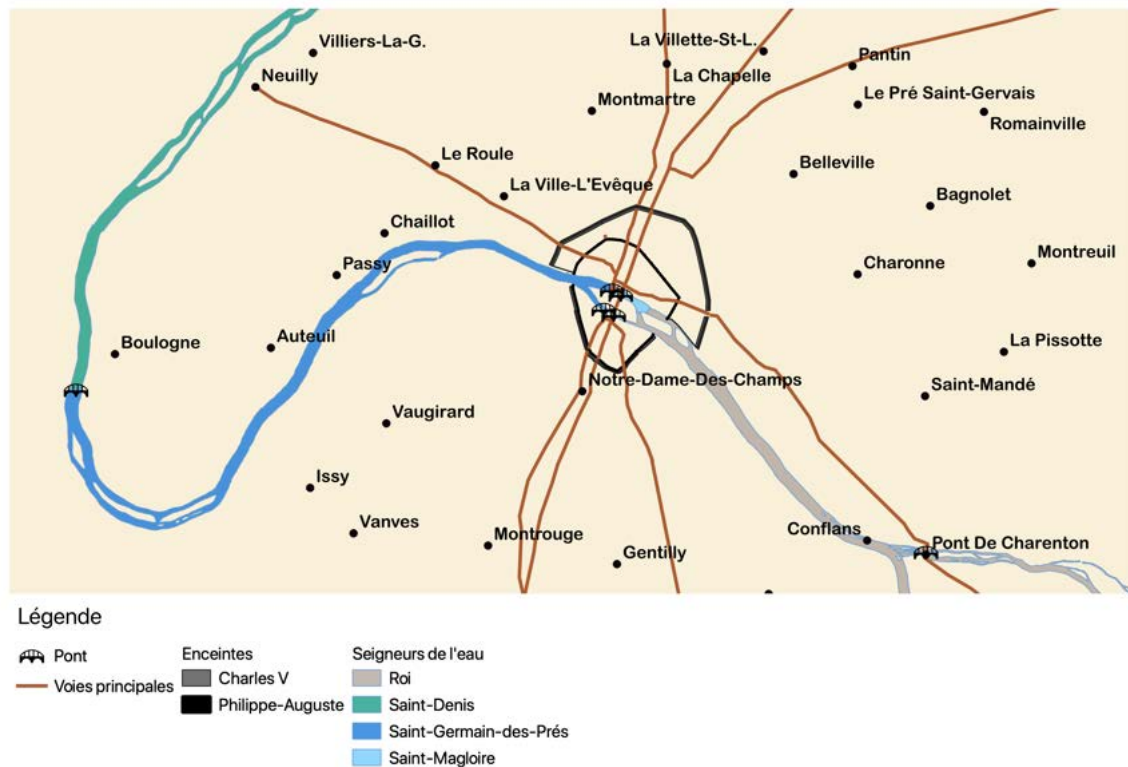 Villiers-La-G.
La Villette-St-L.
Neuilly
Pantin
La Chapelle
Montmartre
Le Pré Saint-Gervais
Romainville
Le Roule
Belleville
La Ville-L'Evêque
Bagnolet
Chaillot
Montreuil
Passy
Charonne
Boulogne
Auteuil
La Pissotte
Notre-Dame-Des-Champs
Saint-Mandé
Vaugirard
Issy
Vanves
Montrouge
Gentilly
Conflans
Pont De Charenton
Légende
Pont
Voies principales
Enceintes
Charles V
Philippe-Auguste
Seigneurs de l'eau
Roi
Saint-Denis
Saint-Germain-des-Prés
Saint-Magloire